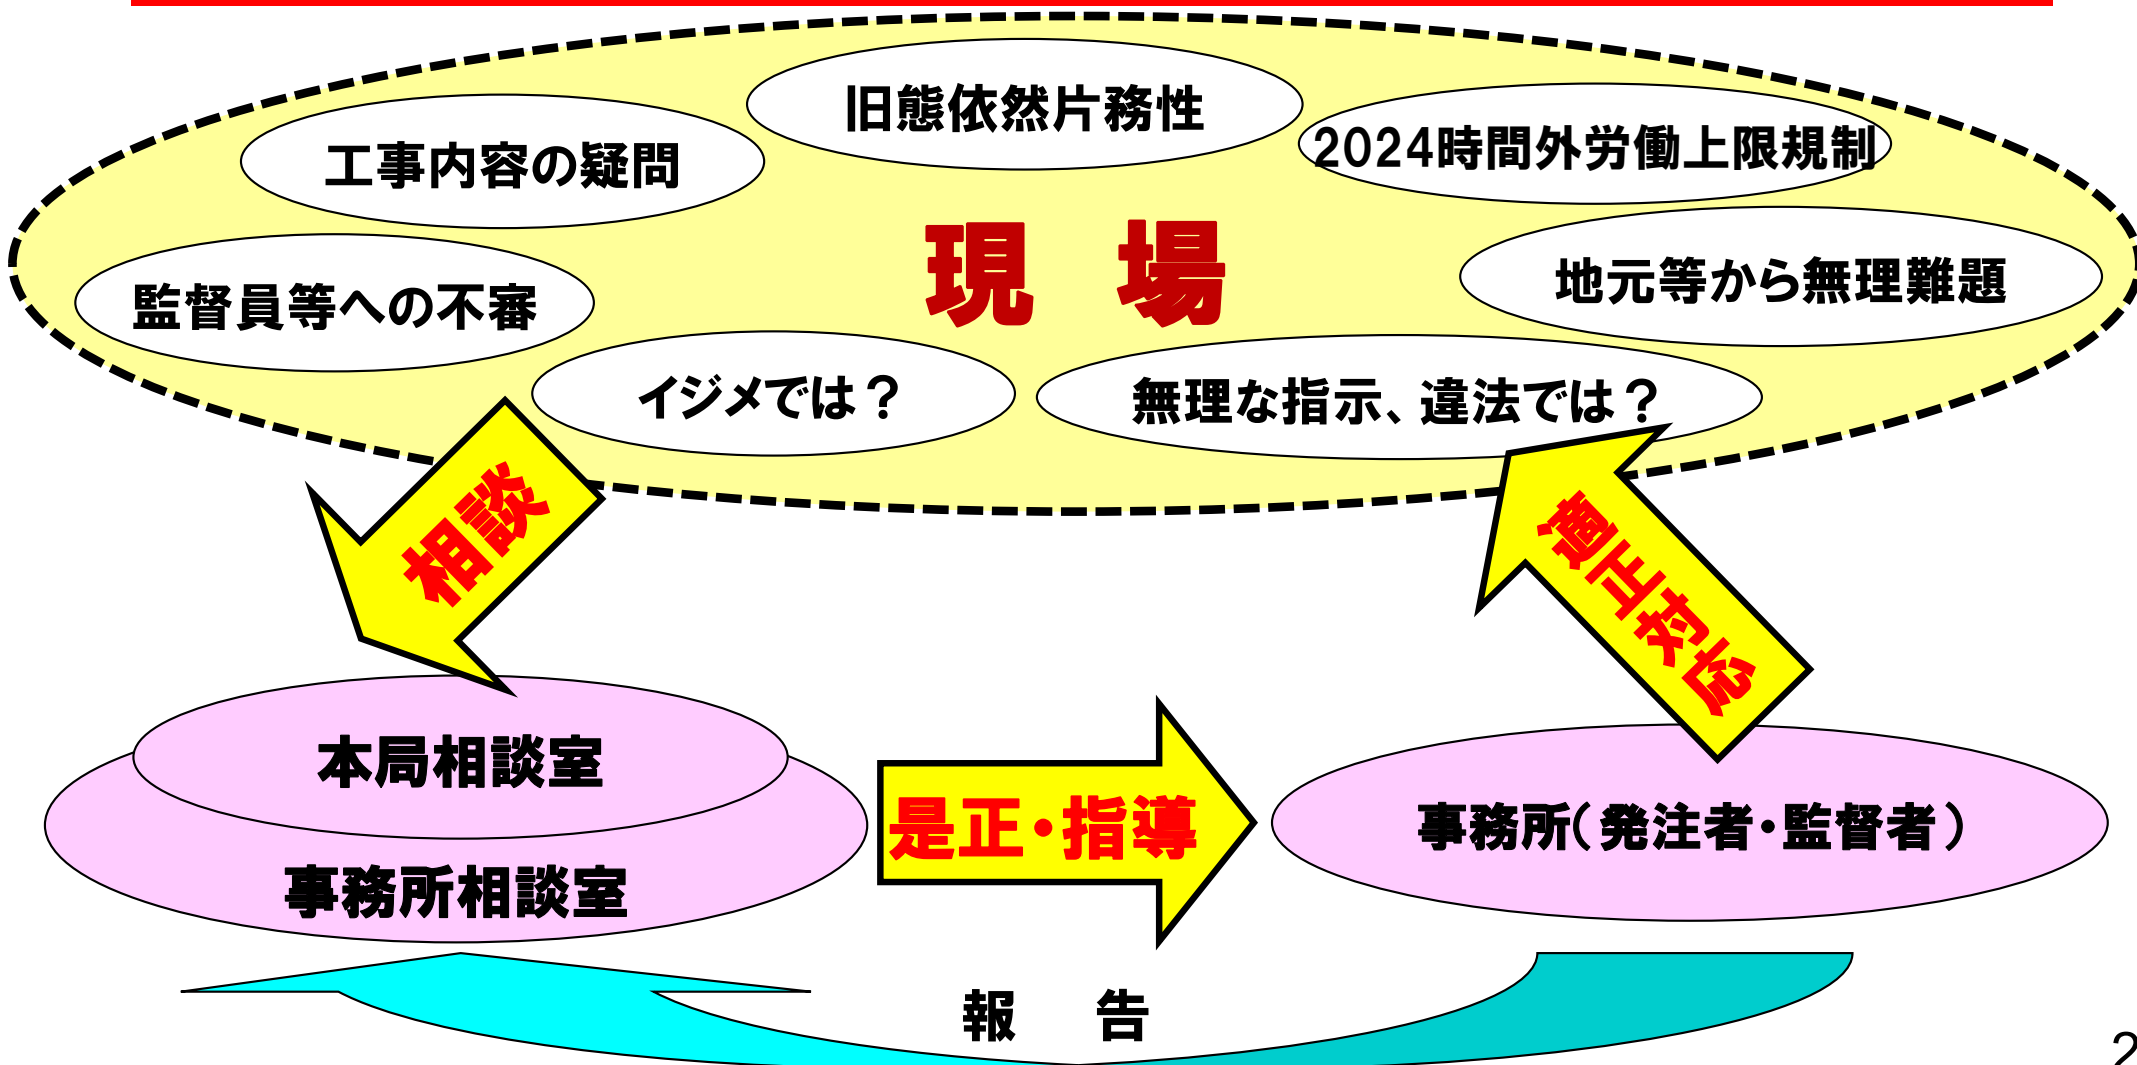 旧態依然片務性
2024時間外労働上限規制
工事内容の疑問
現 場
地元等から無理難題
監督員等への不審
イジメでは?
無理な指示、違法では?
相談
適正対応
本局相談室
是正・指導
事務所(発注者・監督者)
事務所相談室
報 告
2